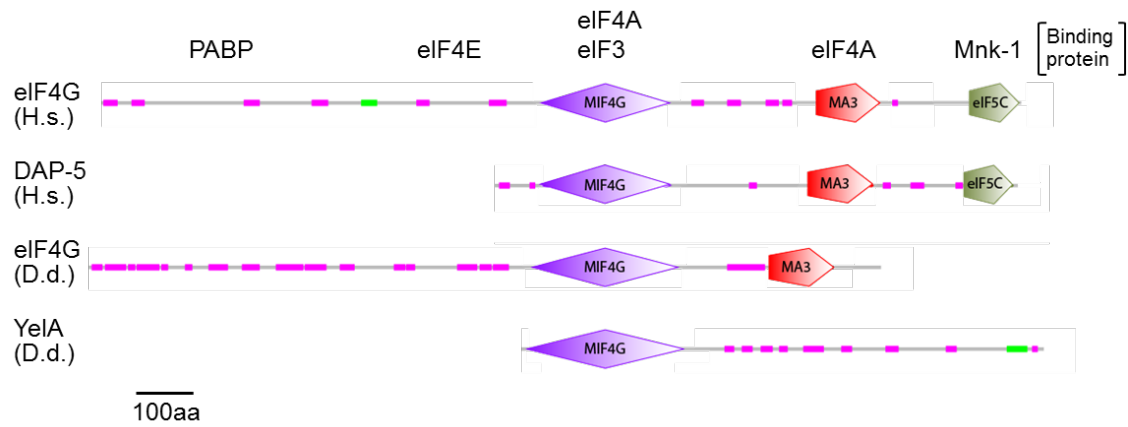 eIF4A
PABP eIF4E eIF3 eIF4A Mnk-1 [Binding protein]
eIF4G
(H.s.)
MIF4G MA3 eIF5C
DAP-5
(H.s.)
MIF4G MA3 eIF5C
eIF4G
(D.d.)
MIF4G MA3
YelA
(D.d.)
MIF4G
100aa